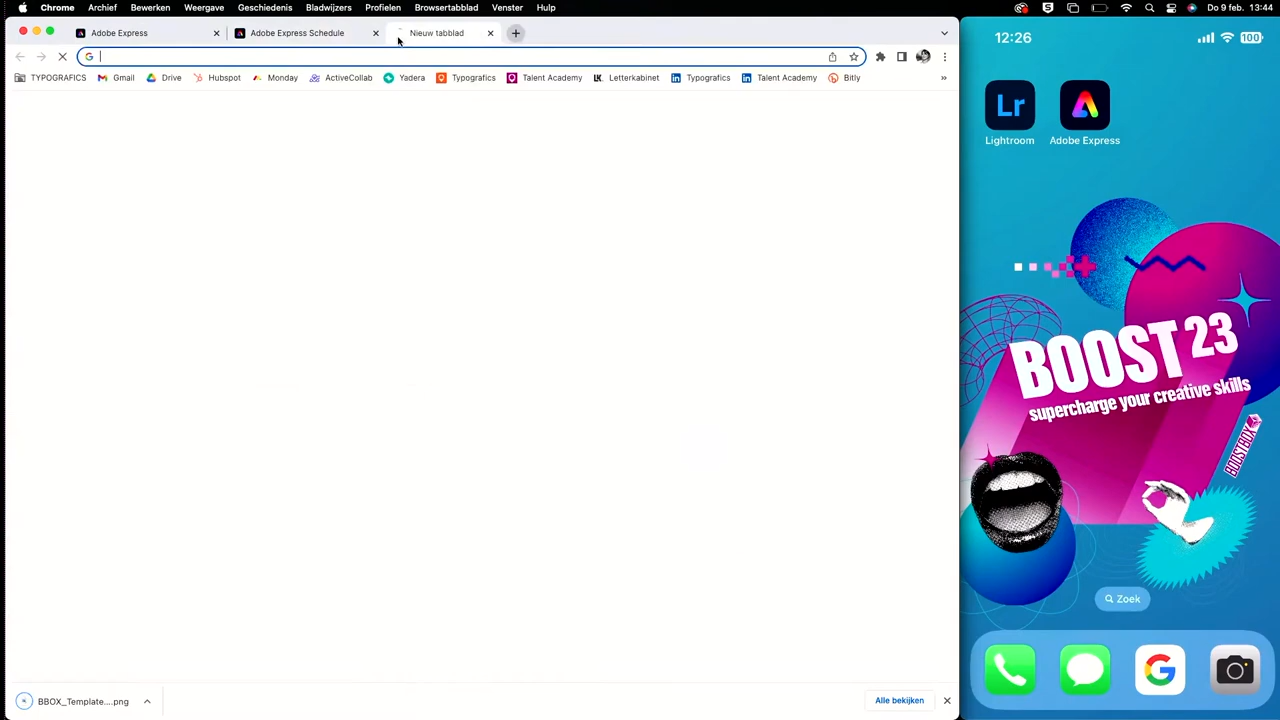 Chrome Archief Bewerken Weergave Geschiedenis Bladwijzers Profielen Browsertabblad Venster Help
Do 9 feb. 13:44
Adobe Express
Adobe Express Schedule
Nieuw tabblad
TYPOGRAFICS Gmail Drive Hubspot Monday ActiveCollab Yadera Typografics Talent Academy Letterkabinet Typografics Talent Academy Bitly
BBOX_Template....png
Alle bekijken
12:26
100
Lr
Lightroom
Adobe Express
BOOST 23
supercharge your creative skills
BOOSTBOX
Zoek